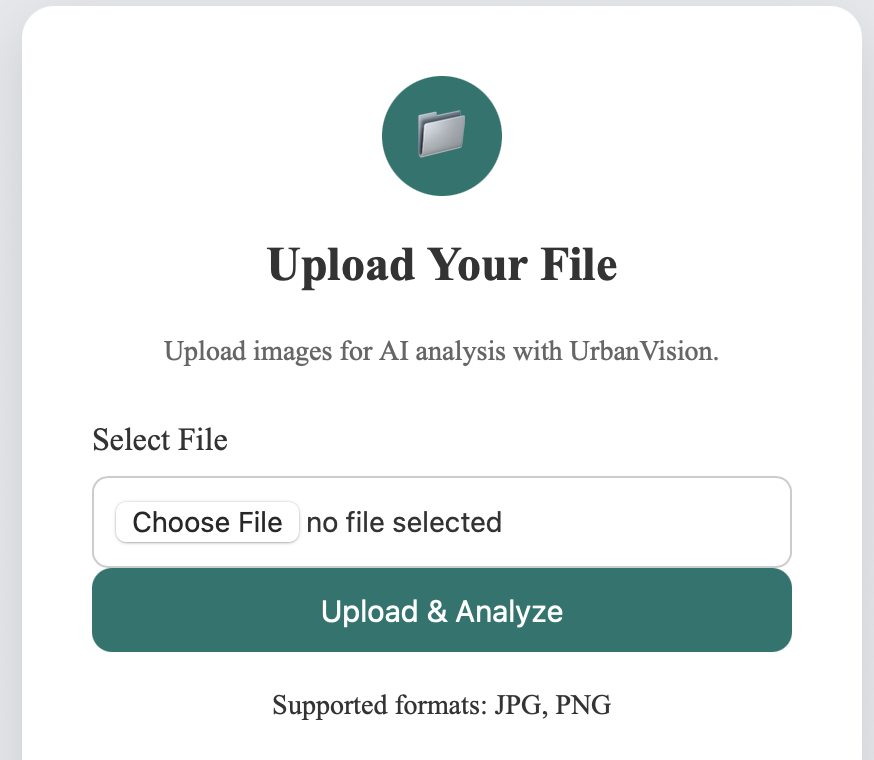 Upload Your File
Upload images for AI analysis with UrbanVision.
Select File
Choose File no file selected
Upload & Analyze
Supported formats: JPG, PNG